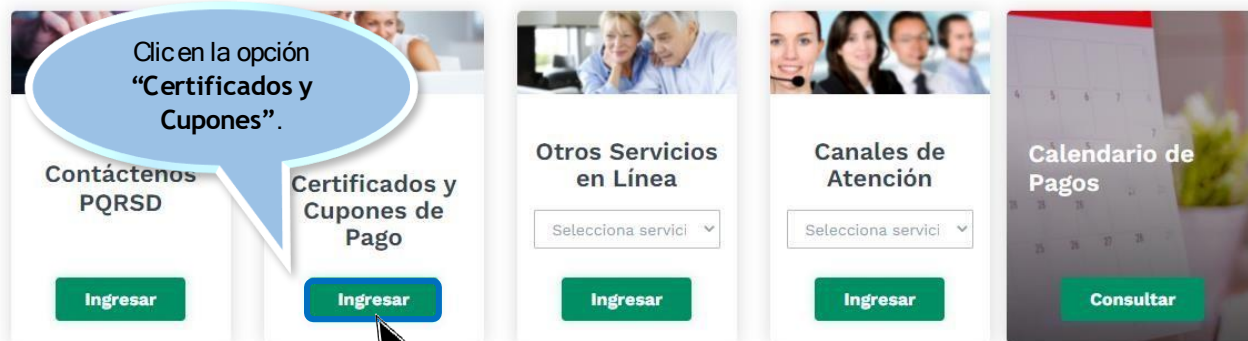 Clic en la opción
“Certificados y
Cupones”.
Contáctenos
PQRSD
Ingresar
Certificados y
Cupones de
Pago
Ingresar
Otros Servicios
en Línea
Selecciona servici
Ingresar
Canales de
Atención
Selecciona servici
Ingresar
Calendario de
Pagos
Consultar